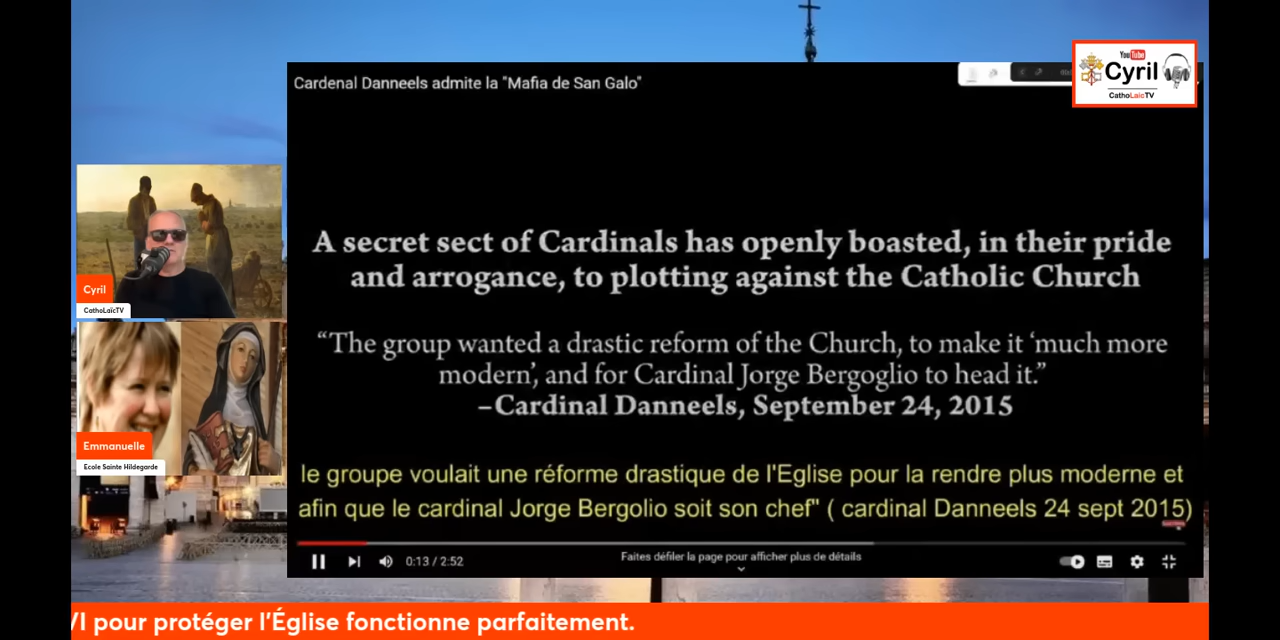 Cardenal Danneels admite la "Mafia de San Galo"
YouTube
Cyril
CathoLaïcTV
A secret sect of Cardinals has openly boasted, in their pride
and arrogance, to plotting against the Catholic Church
“The group wanted a drastic reform of the Church, to make it ‘much more
modern’, and for Cardinal Jorge Bergoglio to head it.”
–Cardinal Danneels, September 24, 2015
le groupe voulait une réforme drastique de l'Eglise pour la rendre plus moderne et
afin que le cardinal Jorge Bergolio soit son chef" ( cardinal Danneels 24 sept 2015)
Cyril
CathoLaïcTV
Emmanuelle
Ecole Sainte Hildegarde
0:13 / 2:52
Faites défiler la page pour afficher plus de détails
VI pour protéger l'Église fonctionne parfaitement.